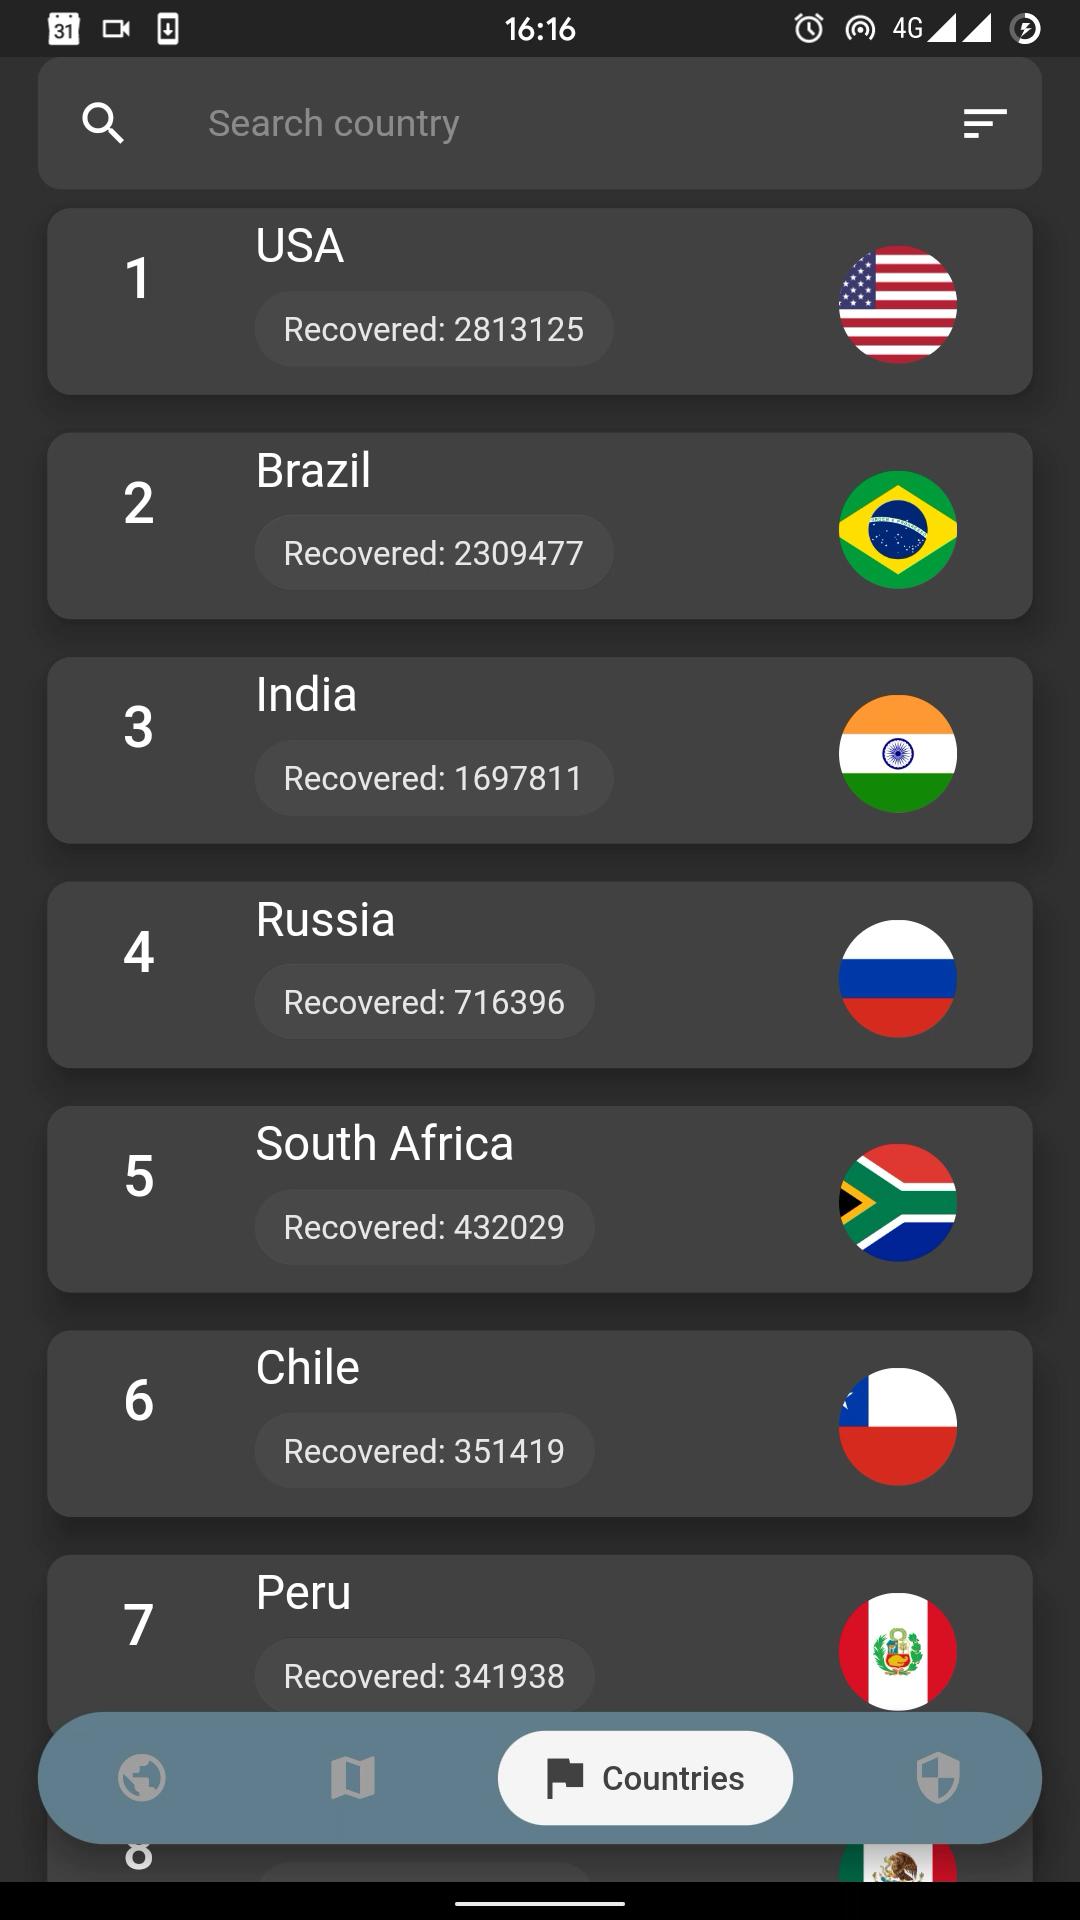 31
16:16
4G
Search country
1
USA
Recovered: 2813125
2
Brazil
Recovered: 2309477
3
India
Recovered: 1697811
4
Russia
Recovered: 716396
5
South Africa
Recovered: 432029
6
Chile
Recovered: 351419
7
Peru
Recovered: 341938
Countries
8